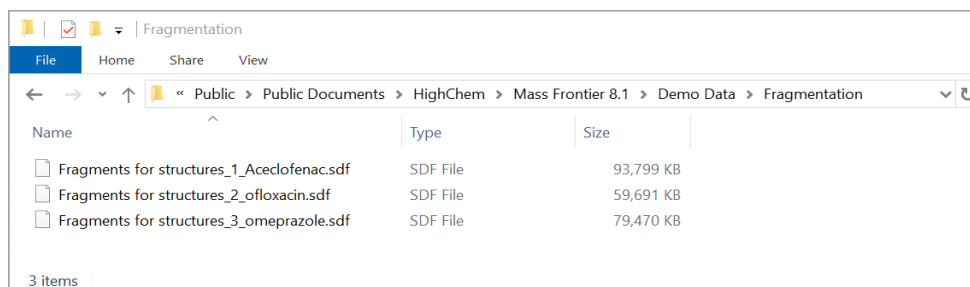 Fragmentation
File Home Share View
« Public > Public Documents > HighChem > Mass Frontier 8.1 > Demo Data > Fragmentation
Name Type Size
Fragments for structures_1_Aceclofenac.sdf SDF File 93,799 KB
Fragments for structures_2_ofloxacin.sdf SDF File 59,691 KB
Fragments for structures_3_omeprazole.sdf SDF File 79,470 KB
3 items